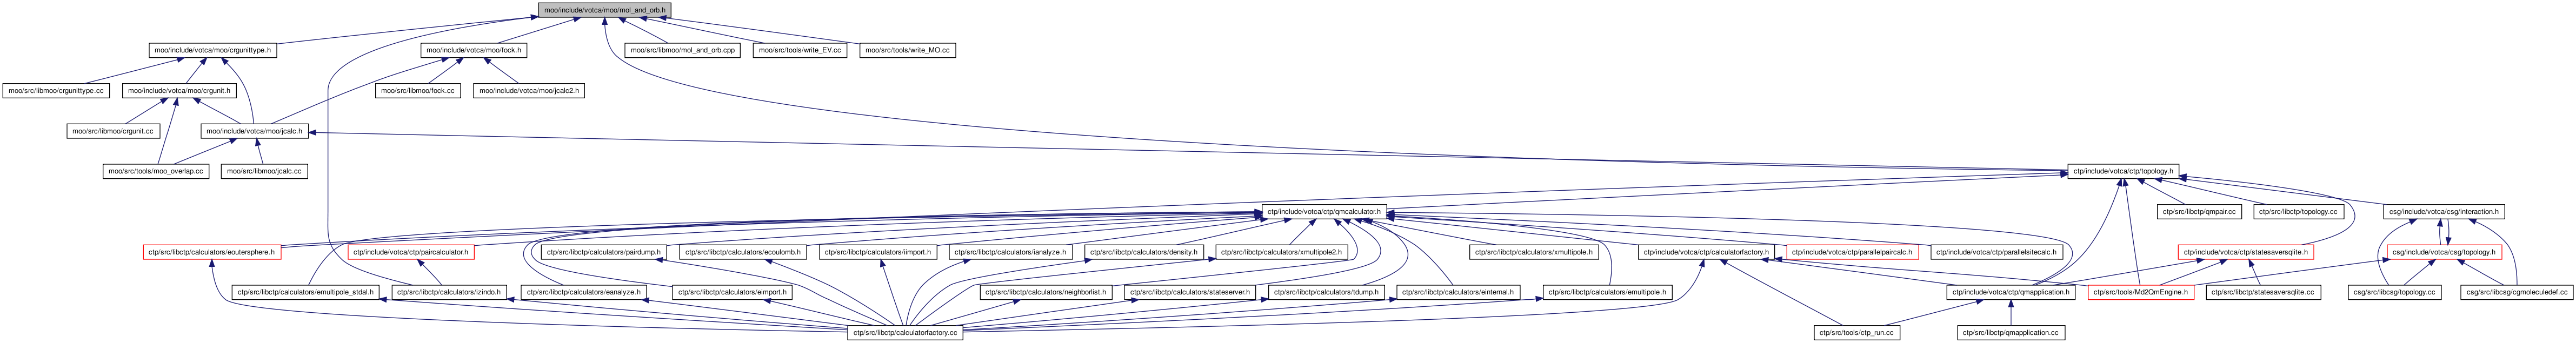 moo/include/votca/moo/mol_and_orb.h
moo/include/votca/moo/crgunittype.h
moo/include/votca/moo/fock.h
moo/src/libmoo/mol_and_orb.cpp
moo/src/tools/write_EV.cc
moo/src/tools/write_MO.cc
moo/src/libmoo/crgunittype.cc
moo/include/votca/moo/crgunit.h
moo/src/libmoo/fock.cc
moo/include/votca/moo/jcalc2.h
moo/src/libmoo/crgunit.cc
moo/include/votca/moo/jcalc.h
moo/src/tools/moo_overlap.cc
moo/src/libmoo/jcalc.cc
ctp/include/votca/ctp/topology.h
ctp/include/votca/ctp/qmcalculator.h
ctp/src/libctp/qmpair.cc
ctp/src/libctp/topology.cc
csg/include/votca/csg/interaction.h
ctp/src/libctp/calculators/eoutersphere.h
ctp/include/votca/ctp/paircalculator.h
ctp/src/libctp/calculators/pairdump.h
ctp/src/libctp/calculators/ecoulomb.h
ctp/src/libctp/calculators/iimport.h
ctp/src/libctp/calculators/ianalyze.h
ctp/src/libctp/calculators/density.h
ctp/src/libctp/calculators/xmultipole2.h
ctp/src/libctp/calculators/xmultipole.h
ctp/include/votca/ctp/calculatorfactory.h
ctp/include/votca/ctp/parallelpaircalc.h
ctp/include/votca/ctp/parallelsitecalc.h
ctp/include/votca/ctp/statesaversqlite.h
csg/include/votca/csg/topology.h
ctp/src/libctp/calculators/emultipole_stdal.h
ctp/src/libctp/calculators/izindo.h
ctp/src/libctp/calculators/eanalyze.h
ctp/src/libctp/calculators/eimport.h
ctp/src/libctp/calculators/neighborlist.h
ctp/src/libctp/calculators/stateserver.h
ctp/src/libctp/calculators/tdump.h
ctp/src/libctp/calculators/einternal.h
ctp/src/libctp/calculators/emultipole.h
ctp/include/votca/ctp/qmapplication.h
ctp/src/tools/Md2QmEngine.h
ctp/src/libctp/statesaversqlite.cc
csg/src/libcsg/topology.cc
csg/src/libcsg/cgmoleculedef.cc
ctp/src/libctp/calculatorfactory.cc
ctp/src/tools/ctp_run.cc
ctp/src/libctp/qmapplication.cc